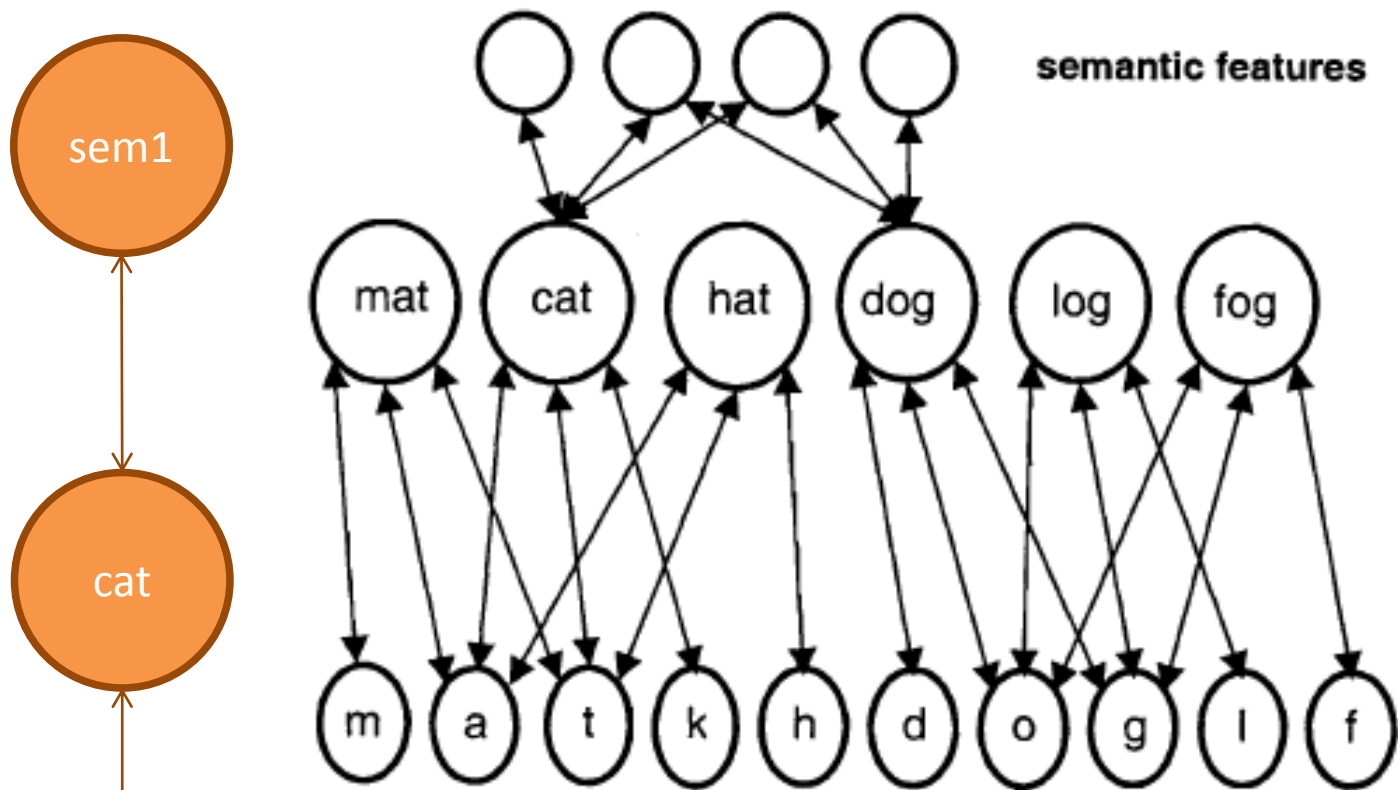 sem1
cat
semantic features
mat cat hat dog log fog
m a t k h d o g l f